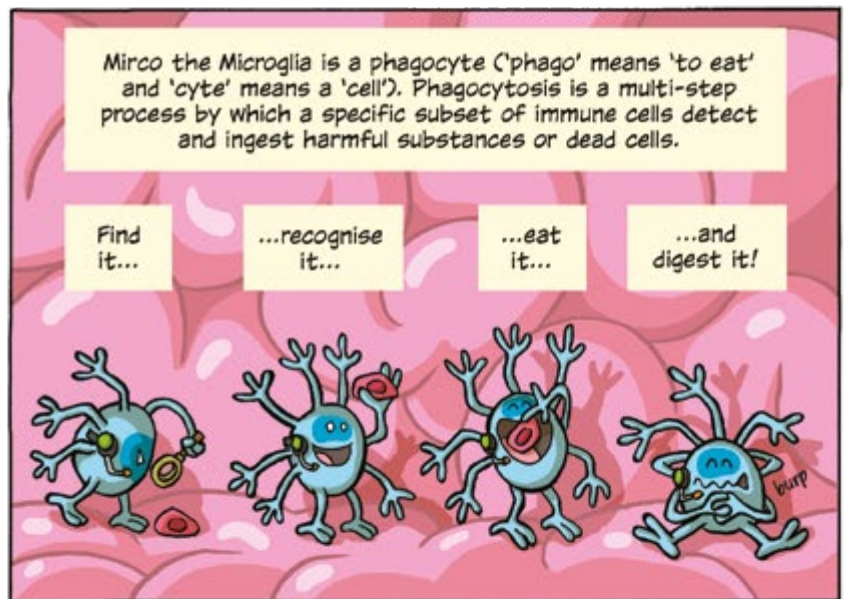 Mirco the Microglia is a phagocyte ('phago' means 'to eat'
and 'cyte' means a 'cell'). Phagocytosis is a multi-step
process by which a specific subset of immune cells detect
and ingest harmful substances or dead cells.
Find
it...
...recognise
it...
...eat
it...
...and
digest it!
burp